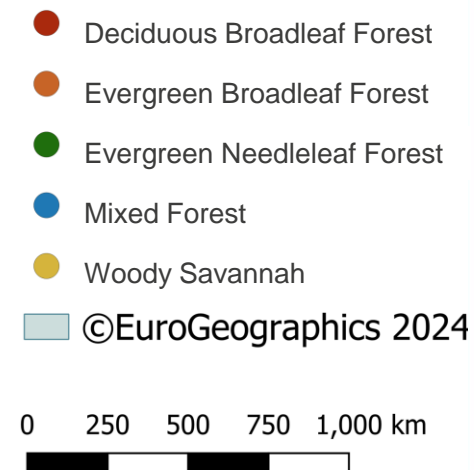 Deciduous Broadleaf Forest
Evergreen Broadleaf Forest
Evergreen Needleleaf Forest
Mixed Forest
Woody Savannah
©EuroGeographics 2024
0 250 500 750 1,000 km